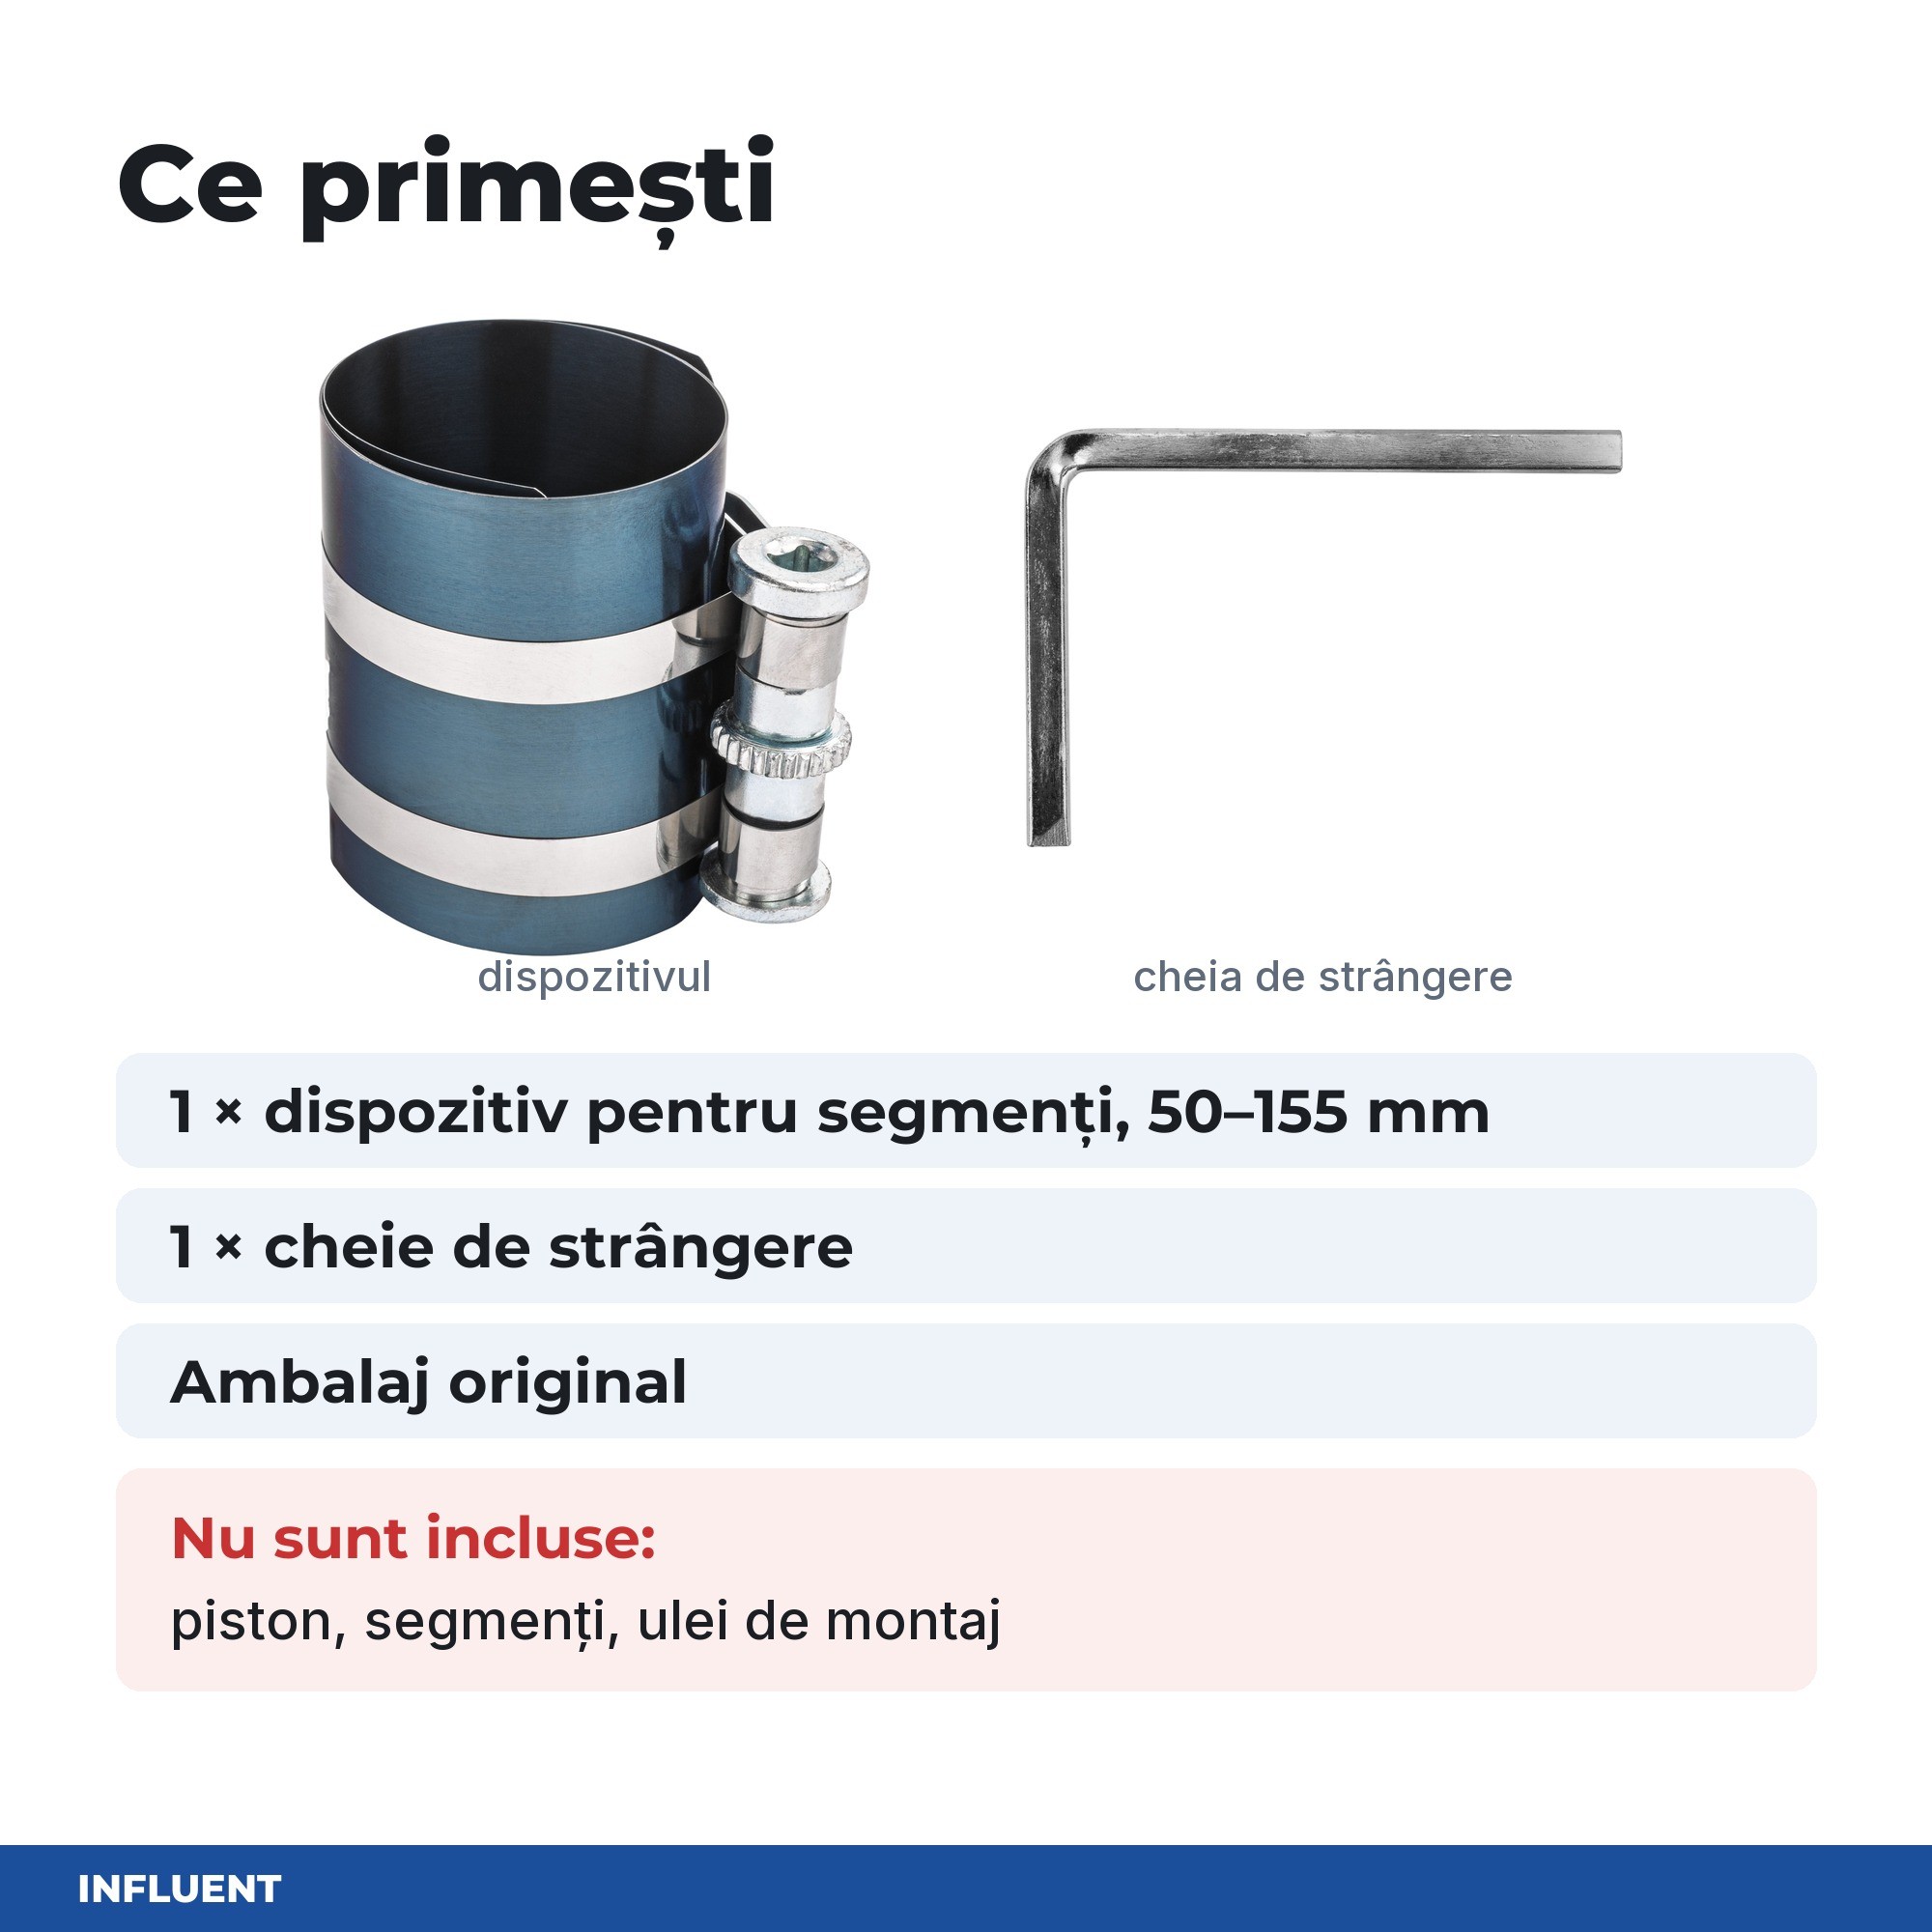 Ce primești
dispozitivul
cheia de strângere
1 × dispozitiv pentru segmenți, 50–155 mm
1 × cheie de strângere
Ambalaj original
Nu sunt incluse:
piston, segmenți, ulei de montaj
INFLUENT